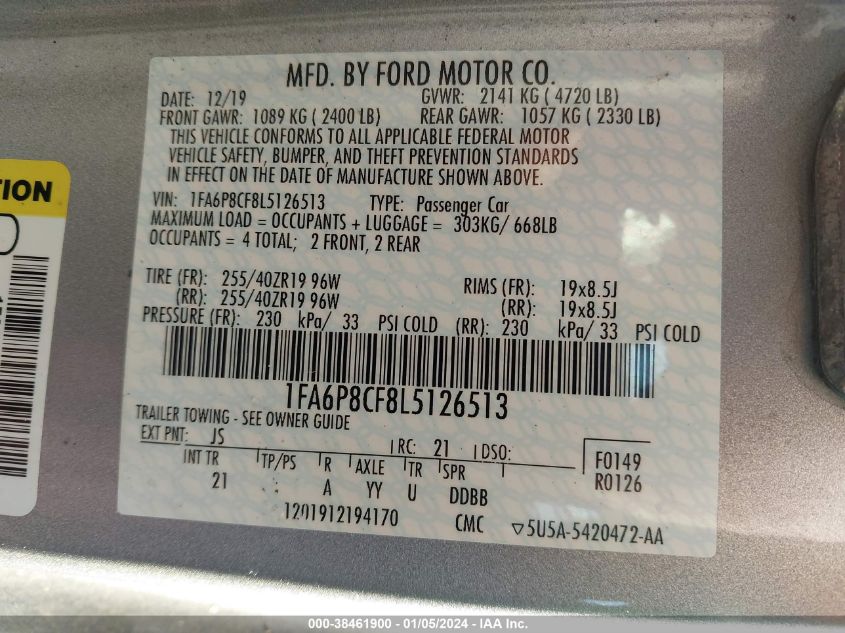 MFD. BY FORD MOTOR CO.
DATE: 12/19 GVWR: 2141 KG ( 4720 LB)
FRONT GAWR: 1089 KG ( 2400 LB) REAR GAWR: 1057 KG ( 2330 LB)
THIS VEHICLE CONFORMS TO ALL APPLICABLE FEDERAL MOTOR
VEHICLE SAFETY, BUMPER, AND THEFT PREVENTION STANDARDS
IN EFFECT ON THE DATE OF MANUFACTURE SHOWN ABOVE.
VIN: 1FA6P8CF8L5126513 TYPE: Passenger Car
MAXIMUM LOAD = OCCUPANTS + LUGGAGE = 303KG/ 668LB
OCCUPANTS = 4 TOTAL; 2 FRONT, 2 REAR
TIRE (FR): 255/40ZR19 96W RIMS (FR): 19x8.5J
(RR): 255/40ZR19 96W (RR): 19x8.5J
PRESSURE (FR): 230 kPa/ 33 PSI COLD (RR): 230 kPa/ 33 PSI COLD
1FA6P8CF8L5126513
TRAILER TOWING - SEE OWNER GUIDE
EXT PNT: JS RC: 21 DSO: F0149
INT TR TP/PS R AXLE TR SPR R0126
21 A YY U DDBB
1201912194170 CMC ▽5U5A-5420472-AA
000-38461900 - 01/05/2024 - IAA Inc.